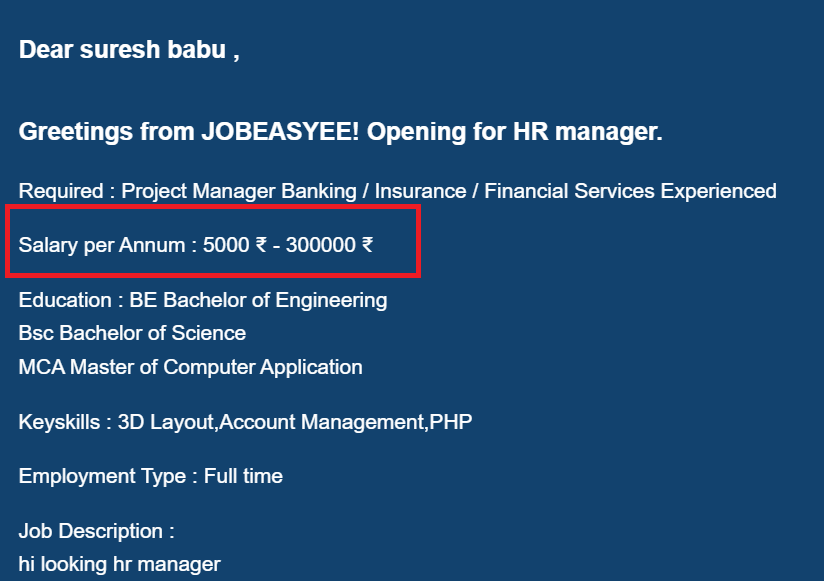 Dear suresh babu ,
Greetings from JOBEASYEE! Opening for HR manager.
Required : Project Manager Banking / Insurance / Financial Services Experienced
Salary per Annum : 5000 ₹ - 300000 ₹
Education : BE Bachelor of Engineering
Bsc Bachelor of Science
MCA Master of Computer Application
Keyskills : 3D Layout,Account Management,PHP
Employment Type : Full time
Job Description :
hi looking hr manager